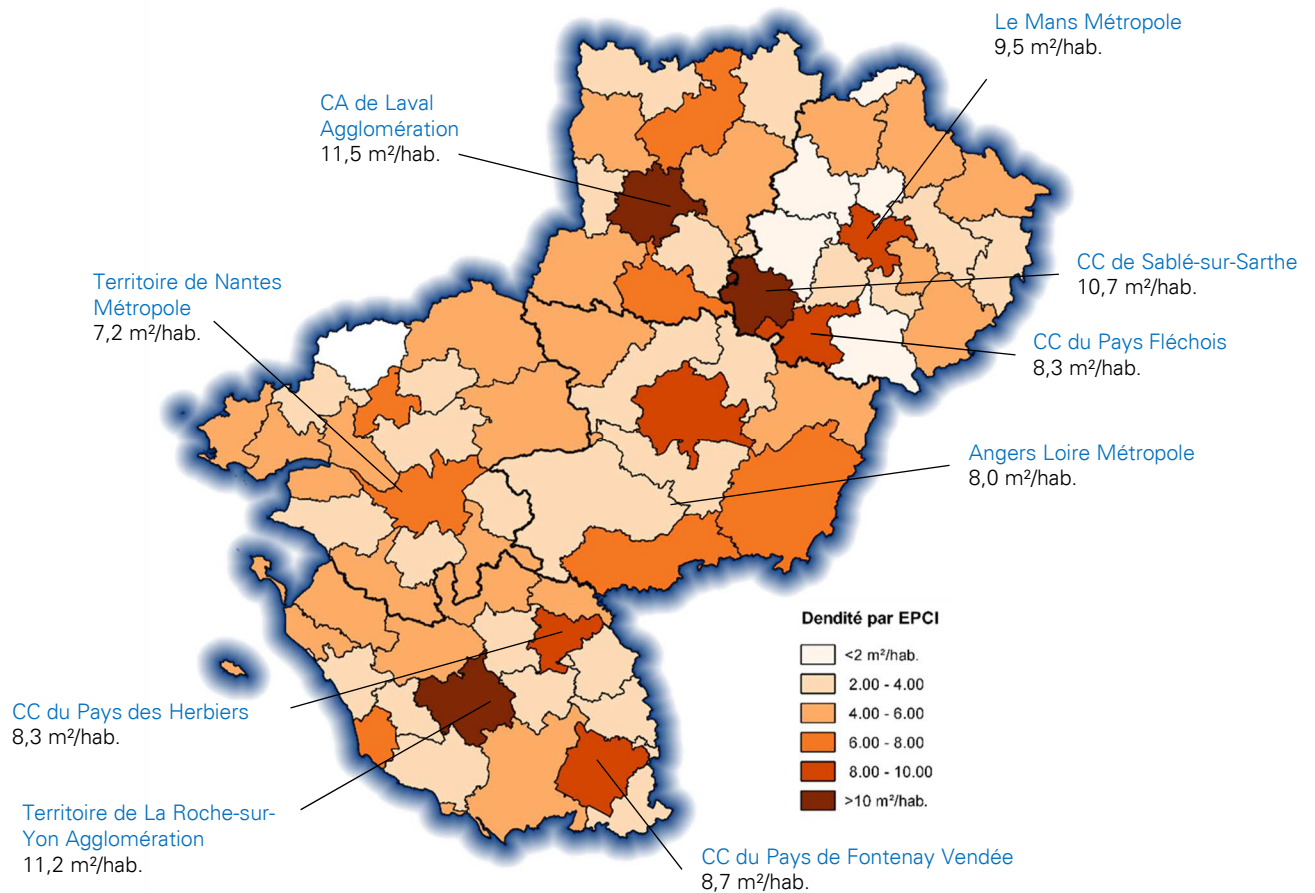 Le Mans Métropole
9,5 m²/hab.
CA de Laval
Agglomération
11,5 m²/hab.
CC de Sablé-sur-Sarthe
10,7 m²/hab.
Territoire de Nantes
Métropole
7,2 m²/hab.
CC du Pays Fléchois
8,3 m²/hab.
Angers Loire Métropole
8,0 m²/hab.
Dendité par EPCI
<2 m²/hab.
2.00 - 4.00
4.00 - 6.00
6.00 - 8.00
8.00 - 10.00
>10 m²/hab.
CC du Pays des Herbiers
8,3 m²/hab.
Territoire de La Roche-sur-
Yon Agglomération
11,2 m²/hab.
CC du Pays de Fontenay Vendée
8,7 m²/hab.